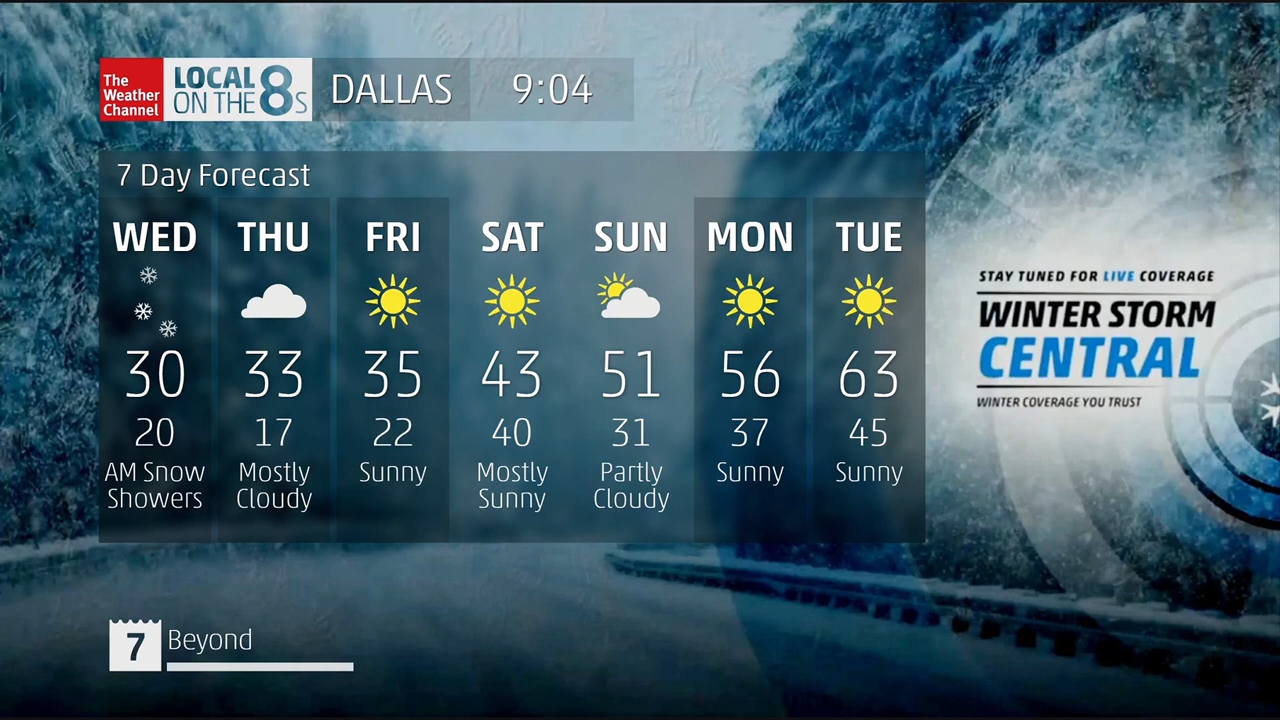 The
Weather
Channel
LOCAL
ON THE 8s
DALLAS
9:04
7 Day Forecast
WED THU FRI SAT SUN MON TUE
30 33 35 43 51 56 63
20 17 22 40 31 37 45
AM Snow Mostly Sunny Mostly Partly Sunny Sunny
Showers Cloudy Sunny Cloudy
STAY TUNED FOR LIVE COVERAGE
WINTER STORM
CENTRAL
WINTER COVERAGE YOU TRUST
7 Beyond